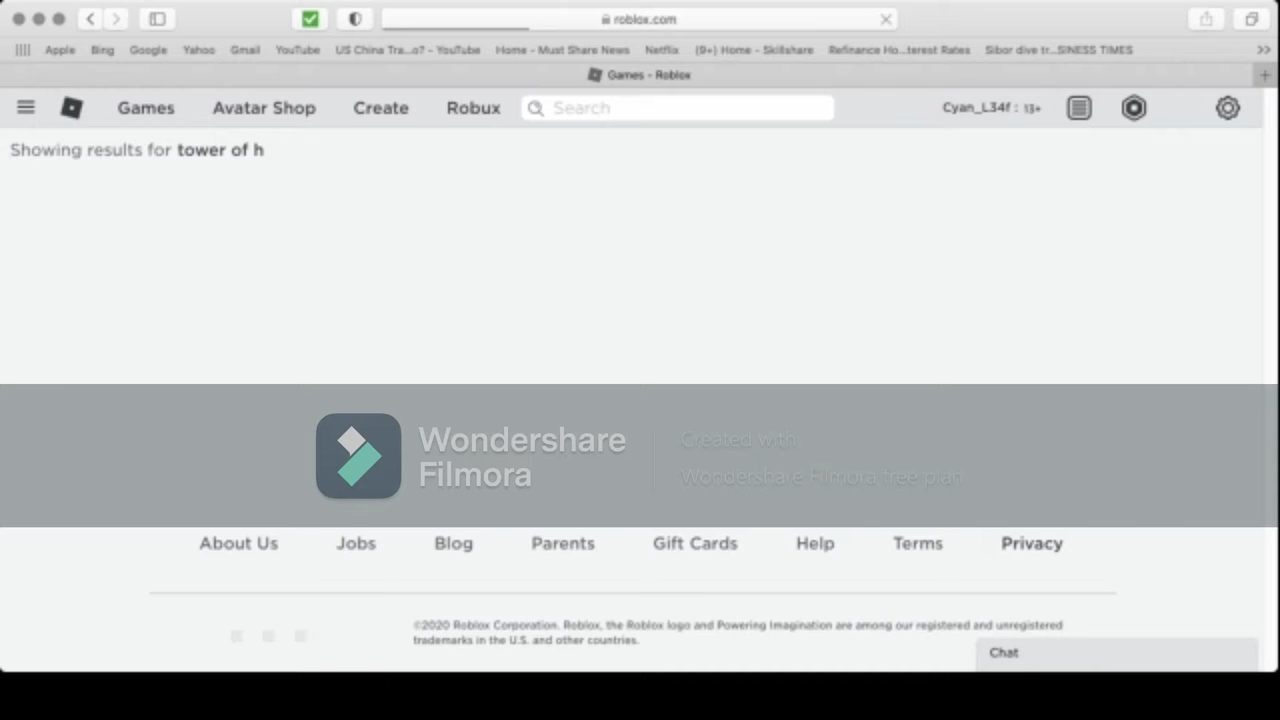 roblox.com
Apple Bing Google Yahoo Gmail YouTube US China Tra...o? - YouTube Home - Must Share News Netflix (9+) Home - Skillshare Refinance Ho...terest Rates Sibor dive tr...SINESS TIMES
Games - Roblox
Games Avatar Shop Create Robux Search Cyan_L34f : 13+
Showing results for tower of h
Wondershare
Filmora
Created with
Wondershare Filmora free plan
About Us Jobs Blog Parents Gift Cards Help Terms Privacy
©2020 Roblox Corporation. Roblox, the Roblox logo and Powering Imagination are among our registered and unregistered
trademarks in the U.S. and other countries.
Chat